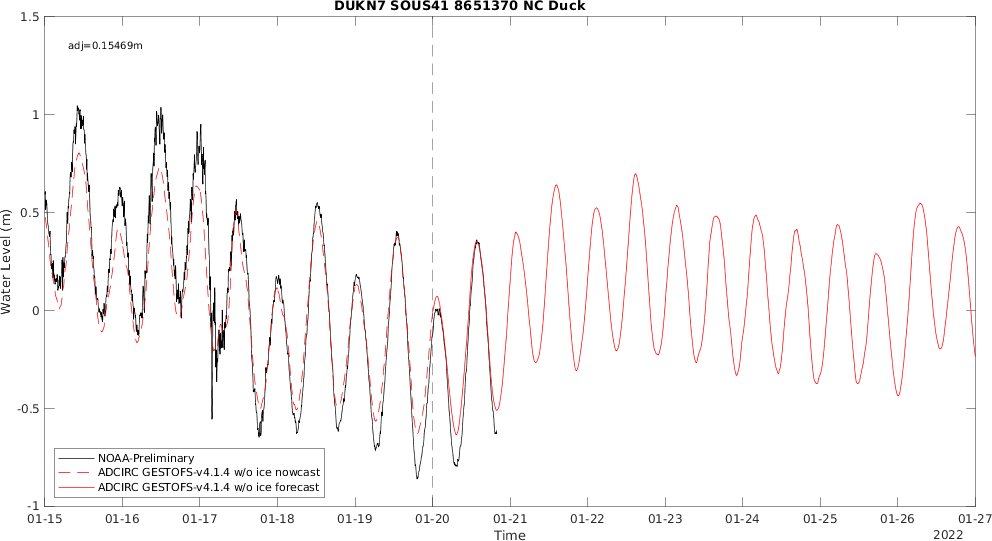 DUKN7 SOUS41 8651370 NC Duck
adj=0.15469m
Water Level (m)
1.5
1
0.5
0
-0.5
-1
NOAA-Preliminary
ADCIRC GESTOFS-v4.1.4 w/o ice nowcast
ADCIRC GESTOFS-v4.1.4 w/o ice forecast
01-15 01-16 01-17 01-18 01-19 01-20 01-21 01-22 01-23 01-24 01-25 01-26 01-27
Time
2022